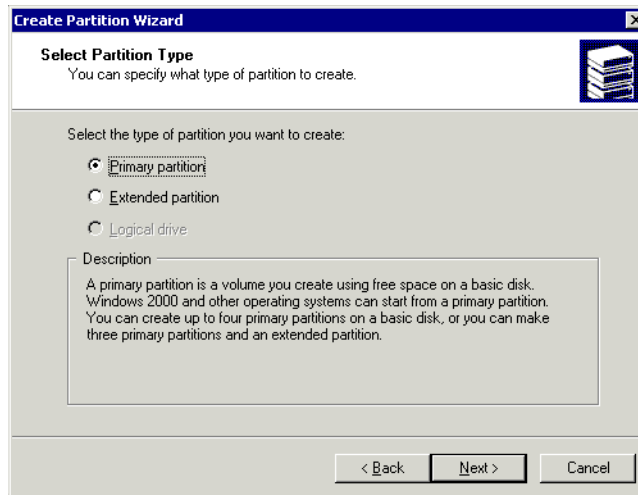 Create Partition Wizard
Select Partition Type
You can specify what type of partition to create.
Select the type of partition you want to create:
Primary partition
Extended partition
Logical drive
Description
A primary partition is a volume you create using free space on a basic disk.
Windows 2000 and other operating systems can start from a primary partition.
You can create up to four primary partitions on a basic disk, or you can make
three primary partitions and an extended partition.
< Back Next > Cancel